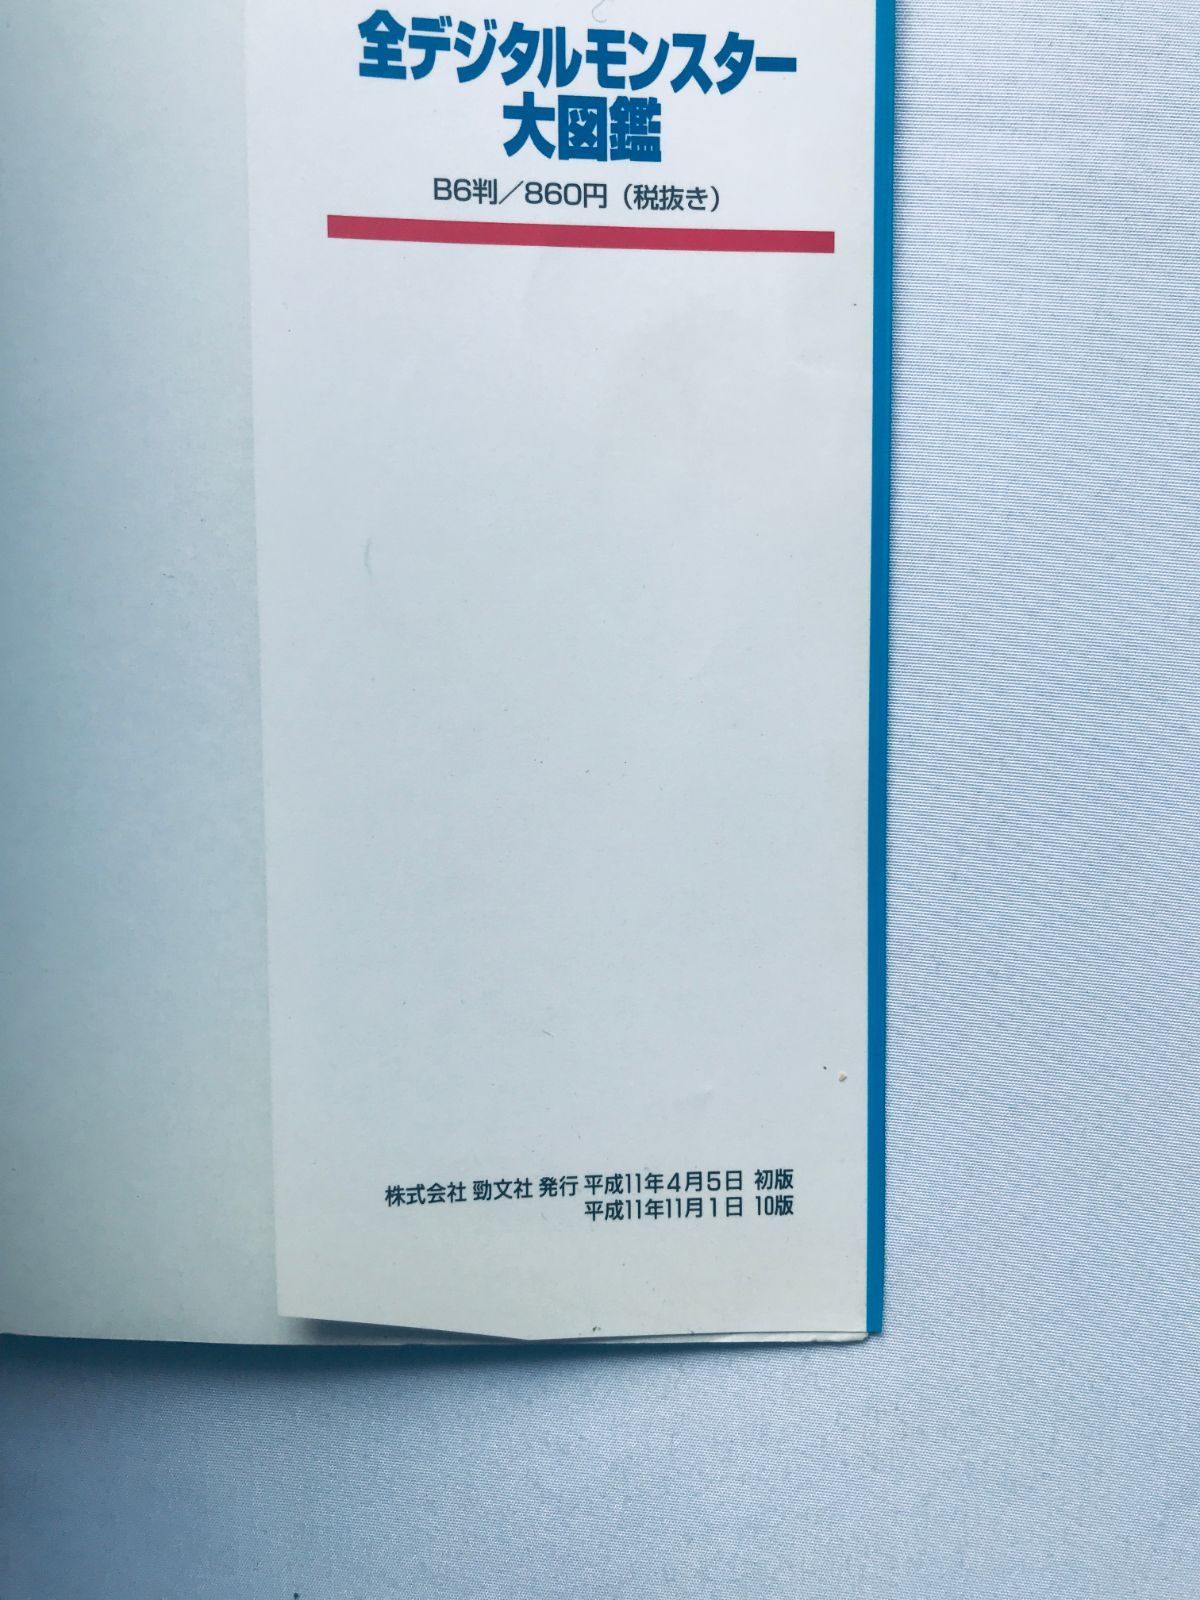 全デジタルモンスター
大図鑑
B6判／860円（税抜き）
株式会社 勁文社 発行 平成11年4月5日 初版
平成11年11月1日 10版